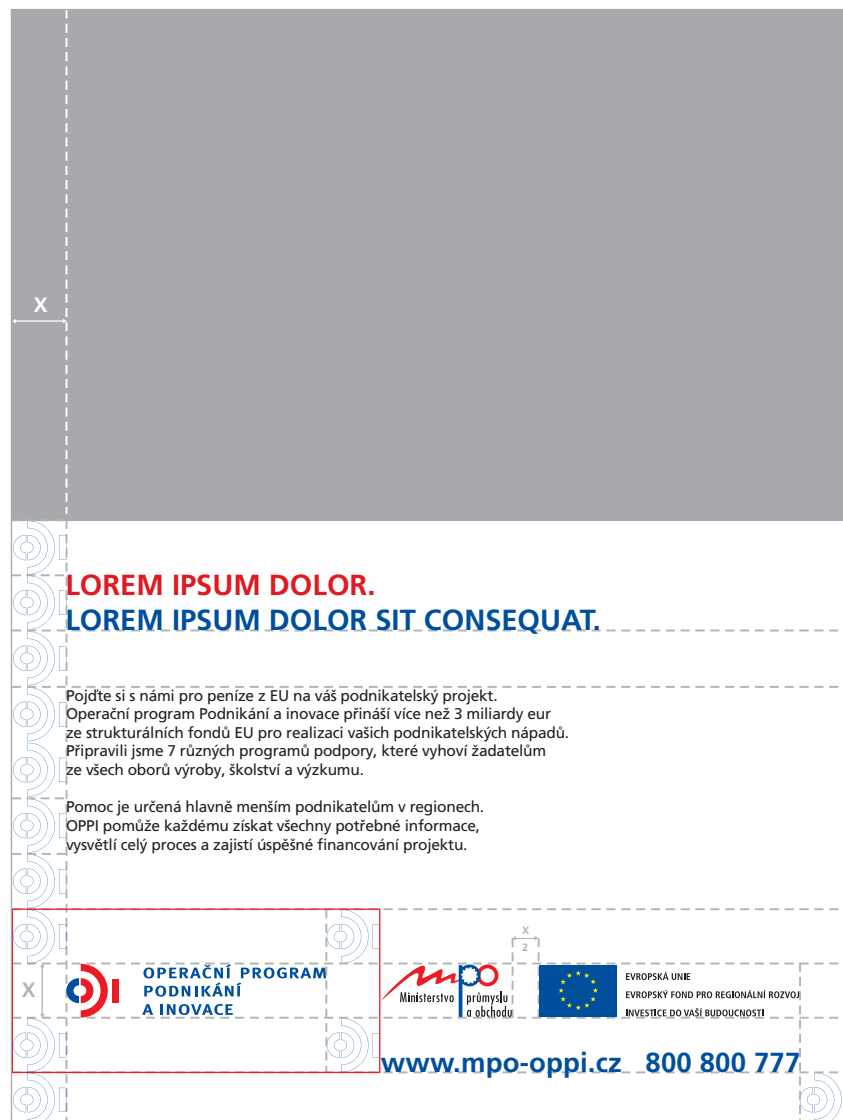 X
LOREM IPSUM DOLOR.
LOREM IPSUM DOLOR SIT CONSEQUAT.
Pojďte si s námi pro peníze z EU na váš podnikatelský projekt.
Operační program Podnikání a inovace přináší více než 3 miliardy eur
ze strukturálních fondů EU pro realizaci vašich podnikatelských nápadů.
Připravili jsme 7 různých programů podpory, které vyhoví žadatelům
ze všech oborů výroby, školství a výzkumu.
Pomoc je určená hlavně menším podnikatelům v regionech.
OPPI pomůže každému získat všechny potřebné informace,
vysvětlí celý proces a zajistí úspěšné financování projektu.
X
2
X
OPERAČNÍ PROGRAM
PODNIKÁNÍ
A INOVACE
mpo
Ministerstvo průmyslu
a obchodu
EVROPSKÁ UNIE
EVROPSKÝ FOND PRO REGIONÁLNÍ ROZVOJ
INVESTICE DO VAŠÍ BUDOUCNOSTI
www.mpo-oppi.cz 800 800 777